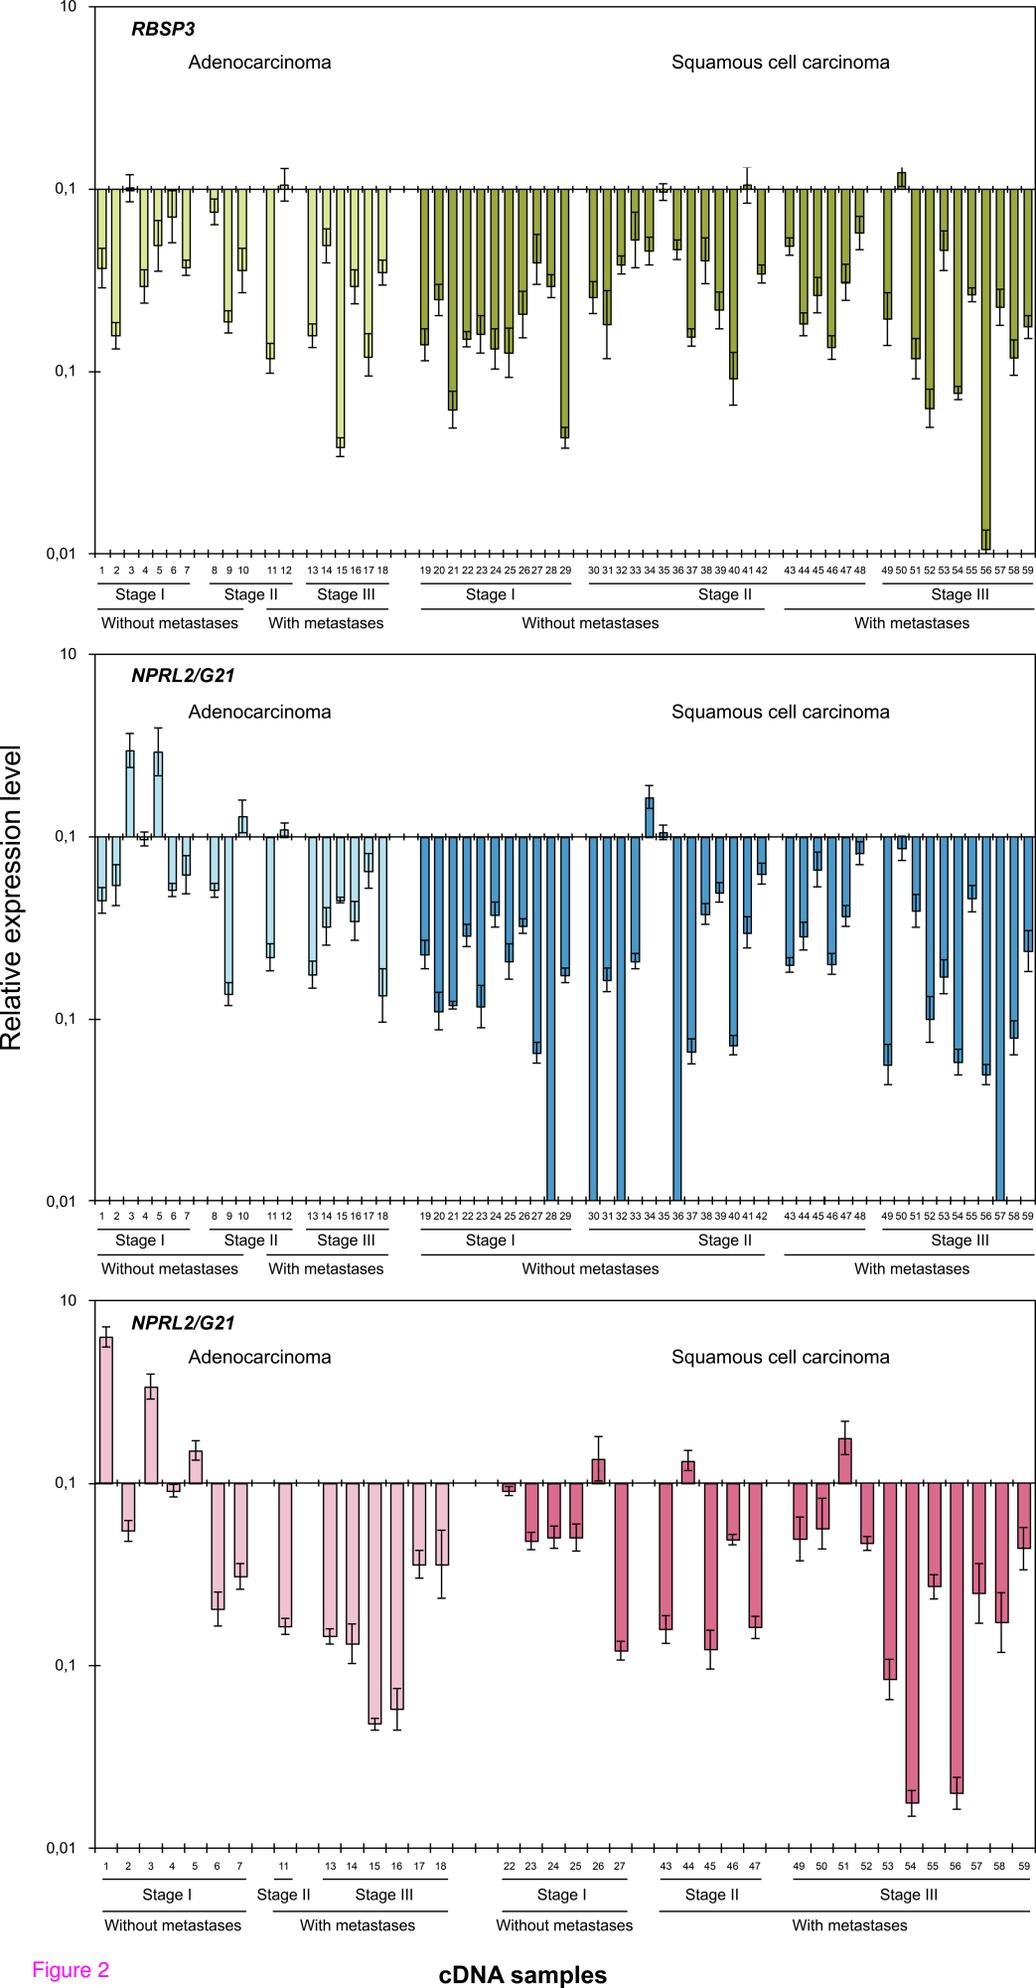 10
RBSP3
Adenocarcinoma Squamous cell carcinoma
0,1
0,1
0,01
1 2 3 4 5 6 7 8 9 10 11 12 13 14 15 16 17 18 19 20 21 22 23 24 25 26 27 28 29 30 31 32 33 34 35 36 37 38 39 40 41 42 43 44 45 46 47 48 49 50 51 52 53 54 55 56 57 58 59
Stage I Stage II Stage III Stage I Stage II Stage III
Without metastases With metastases Without metastases With metastases
Relative expression level
10
NPRL2/G21
Adenocarcinoma Squamous cell carcinoma
0,1
0,1
0,01
1 2 3 4 5 6 7 8 9 10 11 12 13 14 15 16 17 18 19 20 21 22 23 24 25 26 27 28 29 30 31 32 33 34 35 36 37 38 39 40 41 42 43 44 45 46 47 48 49 50 51 52 53 54 55 56 57 58 59
Stage I Stage II Stage III Stage I Stage II Stage III
Without metastases With metastases Without metastases With metastases
10
NPRL2/G21
Adenocarcinoma Squamous cell carcinoma
0,1
0,1
0,01
1 2 3 4 5 6 7 11 13 14 15 16 17 18 22 23 24 25 26 27 43 44 45 46 47 49 50 51 52 53 54 55 56 57 58 59
Stage I Stage II Stage III Stage I Stage II Stage III
Without metastases With metastases Without metastases With metastases
Figure 2
cDNA samples